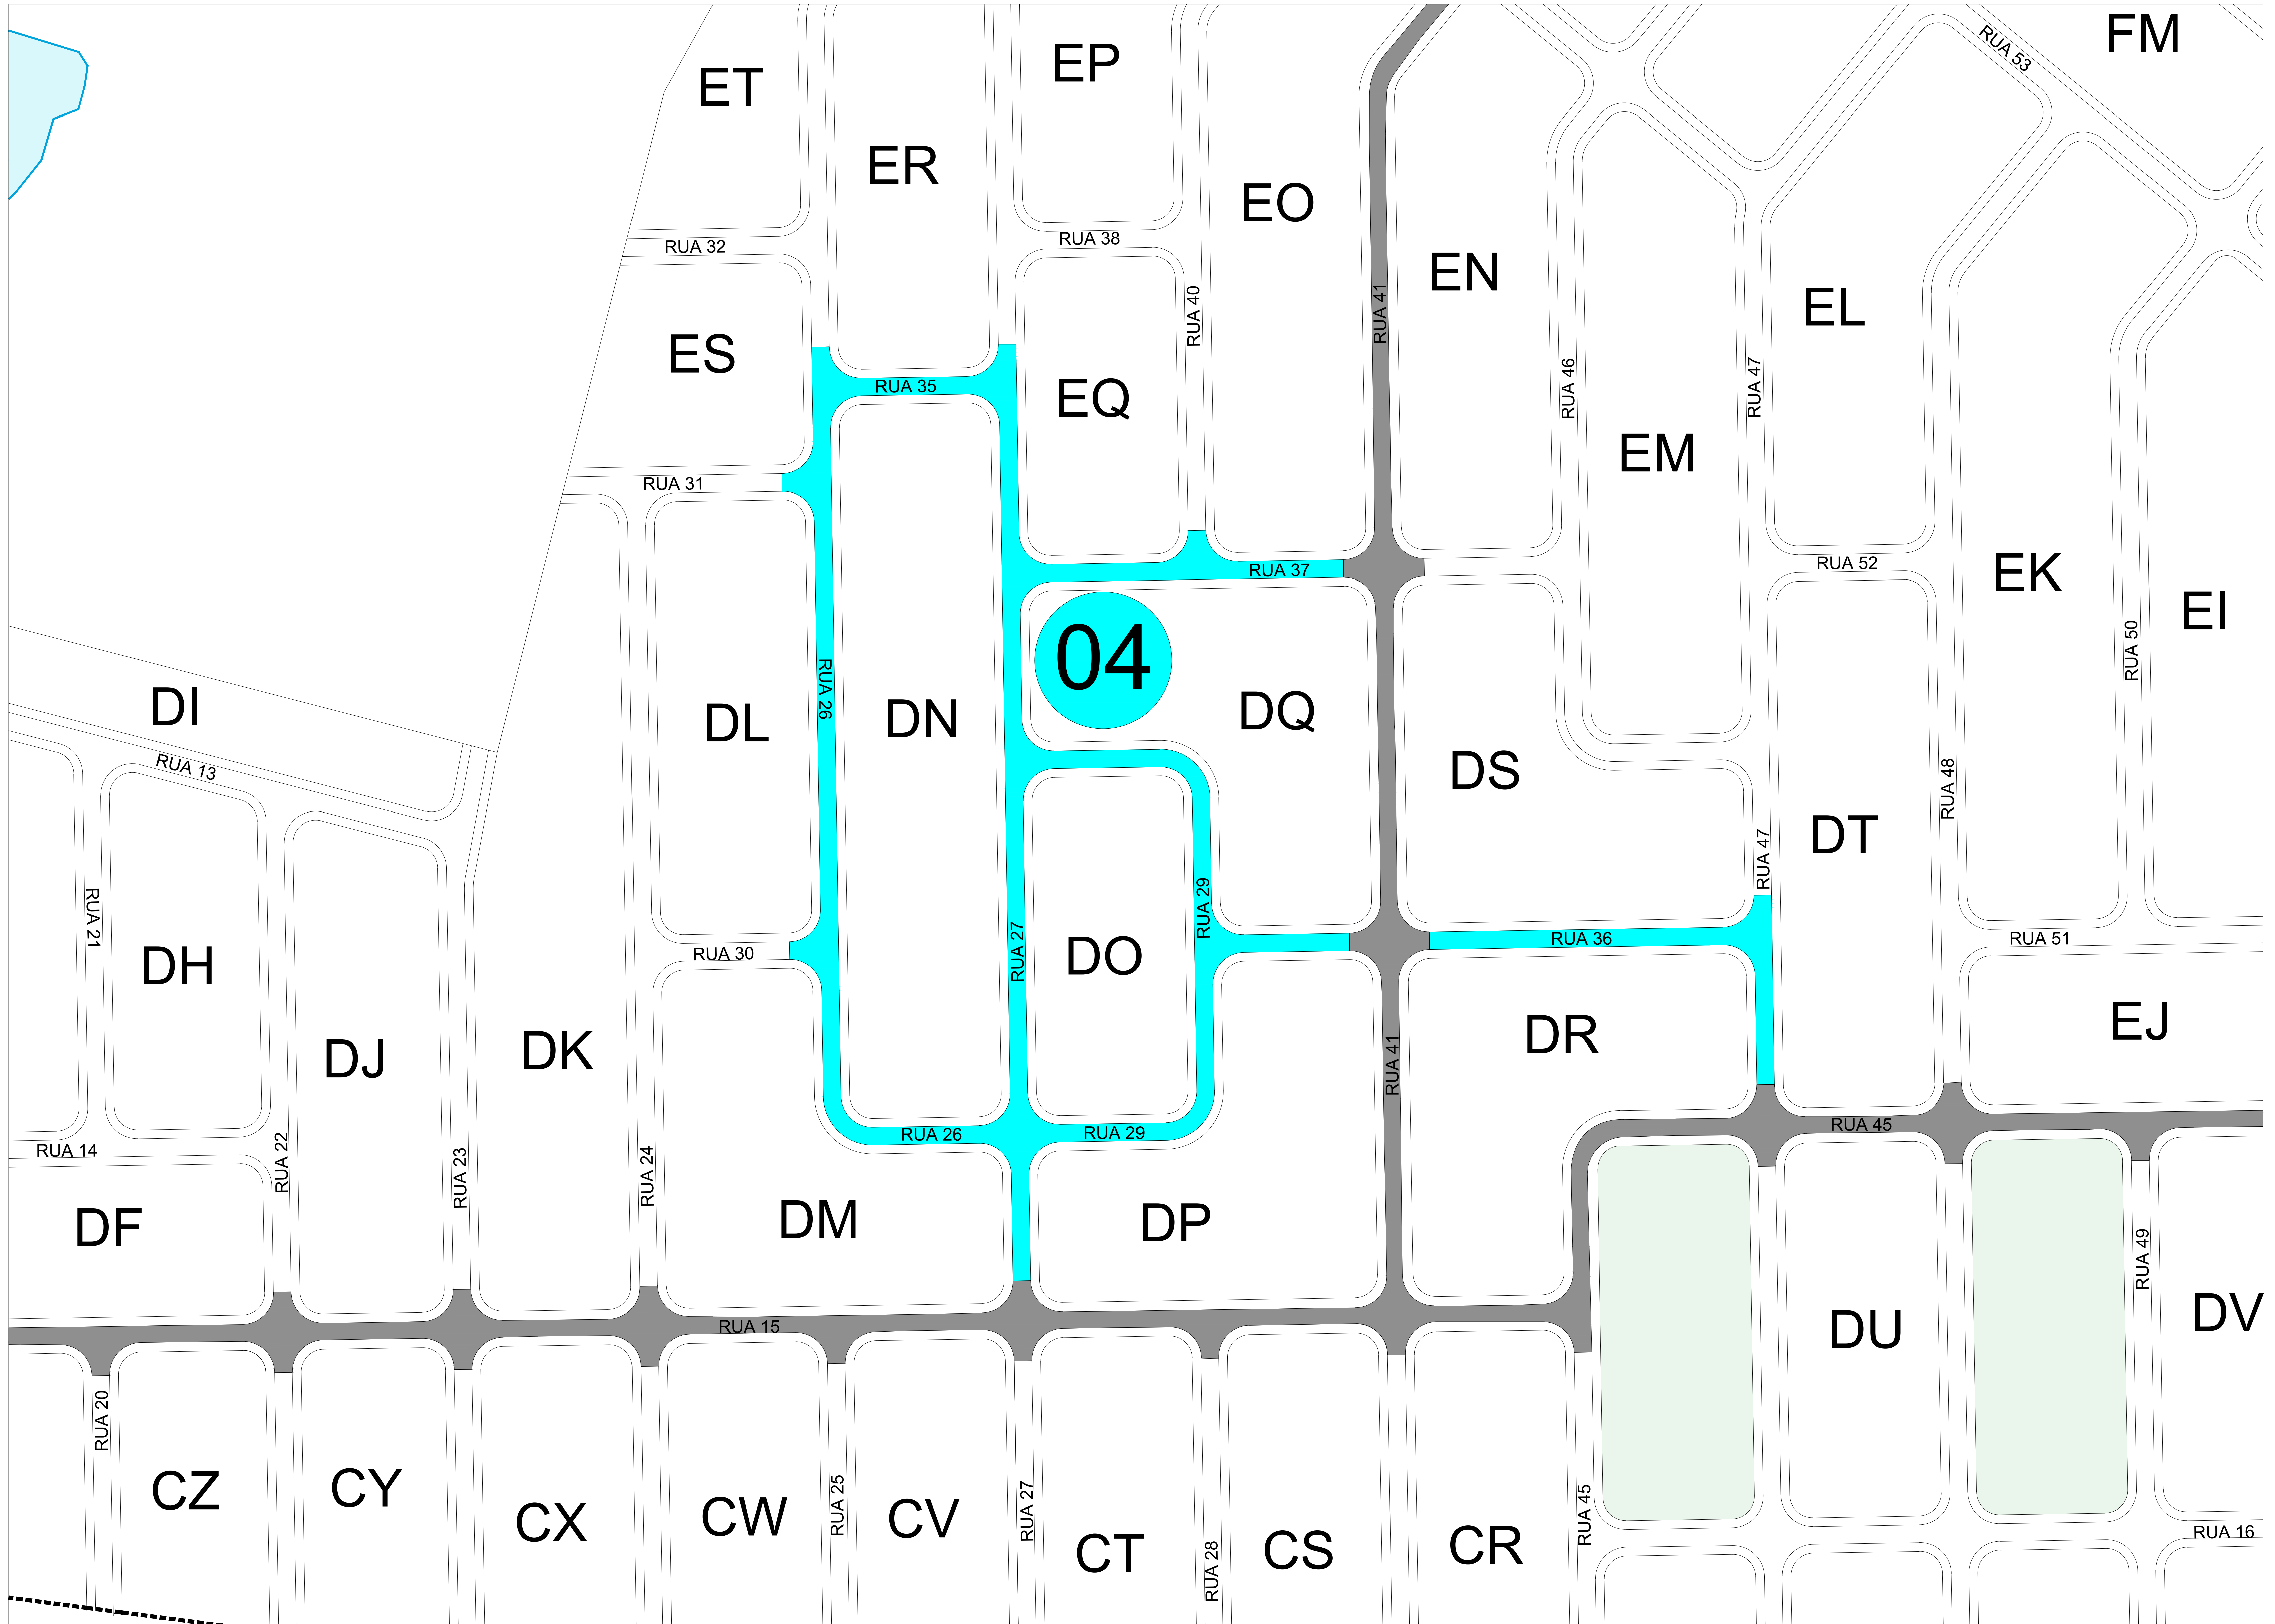 FM
RUA 53
EP
ET
ER
EO
RUA 32
RUA 38
EN
RUA 40
RUA 41
EL
ES
RUA 35
EQ
RUA 46
RUA 47
EM
RUA 31
RUA 37
RUA 52
EK
EI
04
RUA 50
RUA 26
DI
DL
DN
DQ
RUA 13
DS
RUA 48
DT
RUA 47
RUA 21
RUA 29
DH
RUA 30
RUA 27
DO
RUA 36
RUA 51
DJ
DK
RUA 41
DR
EJ
RUA 26
RUA 29
RUA 45
RUA 14
RUA 22
RUA 23
RUA 24
DF
DM
DP
RUA 49
RUA 15
DU
DV
RUA 20
CZ
CY
CX
CW
RUA 25
CV
RUA 27
CT
RUA 28
CS
CR
RUA 45
RUA 16